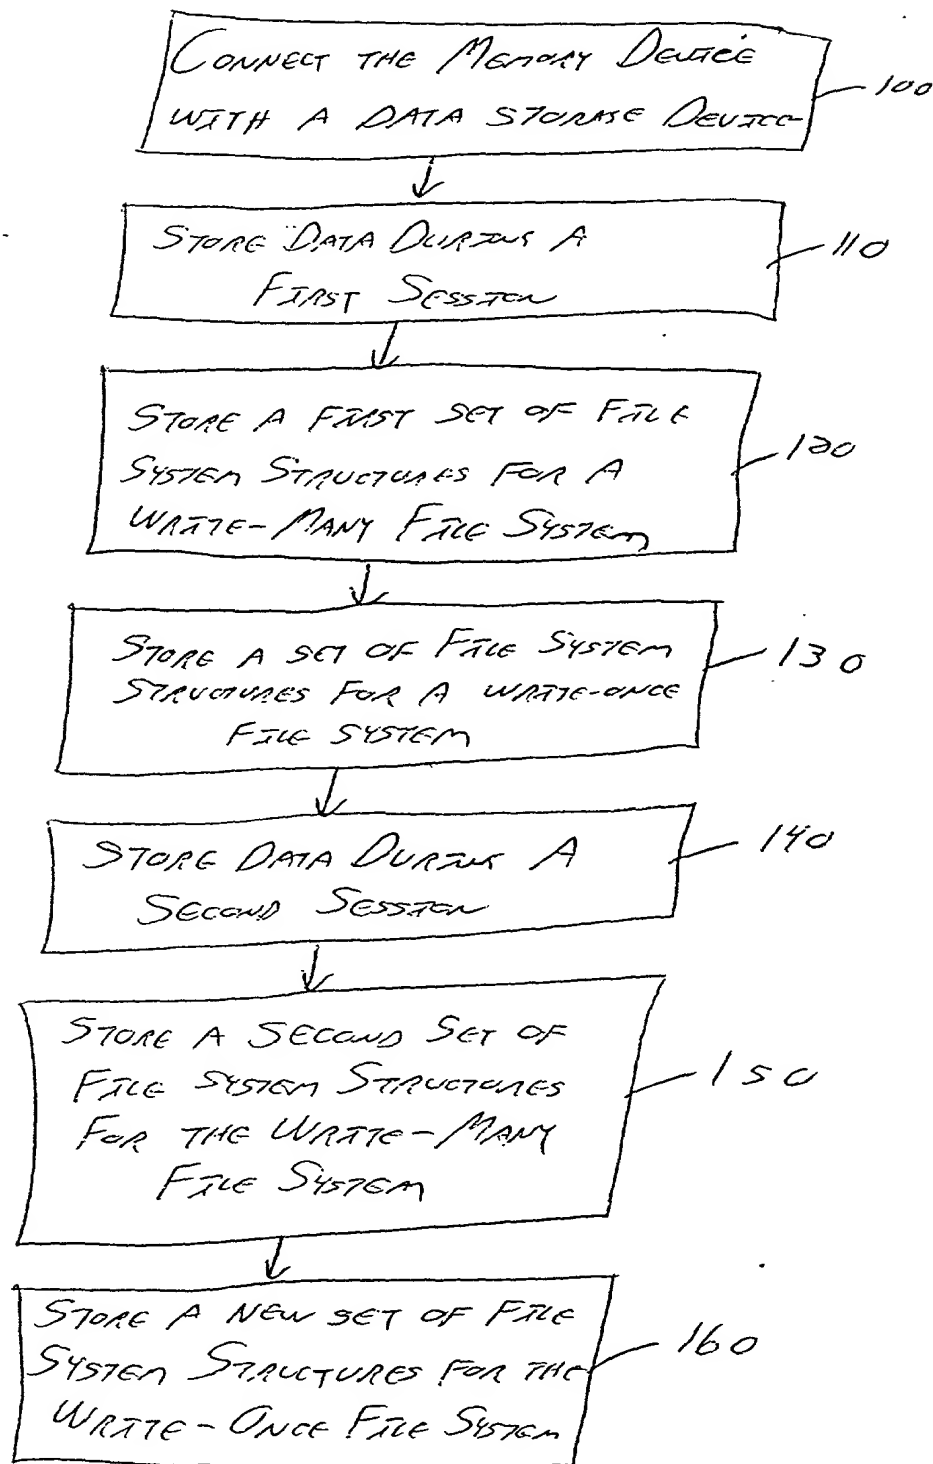 CONNECT THE MEMORY DEVICE
WITH A DATA STORAGE DEVICE
100
STORE DATA DURING A
FIRST SESSION
110
STORE A FIRST SET OF FILE
SYSTEM STRUCTURES FOR A
WRITE-MANY FILE SYSTEM
120
STORE A SET OF FILE SYSTEM
STRUCTURES FOR A WRITE-ONCE
FILE SYSTEM
130
STORE DATA DURING A
SECOND SESSION
140
STORE A SECOND SET OF
FILE SYSTEM STRUCTURES
FOR THE WRITE-MANY
FILE SYSTEM
150
STORE A NEW SET OF FILE
SYSTEM STRUCTURES FOR THE
WRITE-ONCE FILE SYSTEM
160